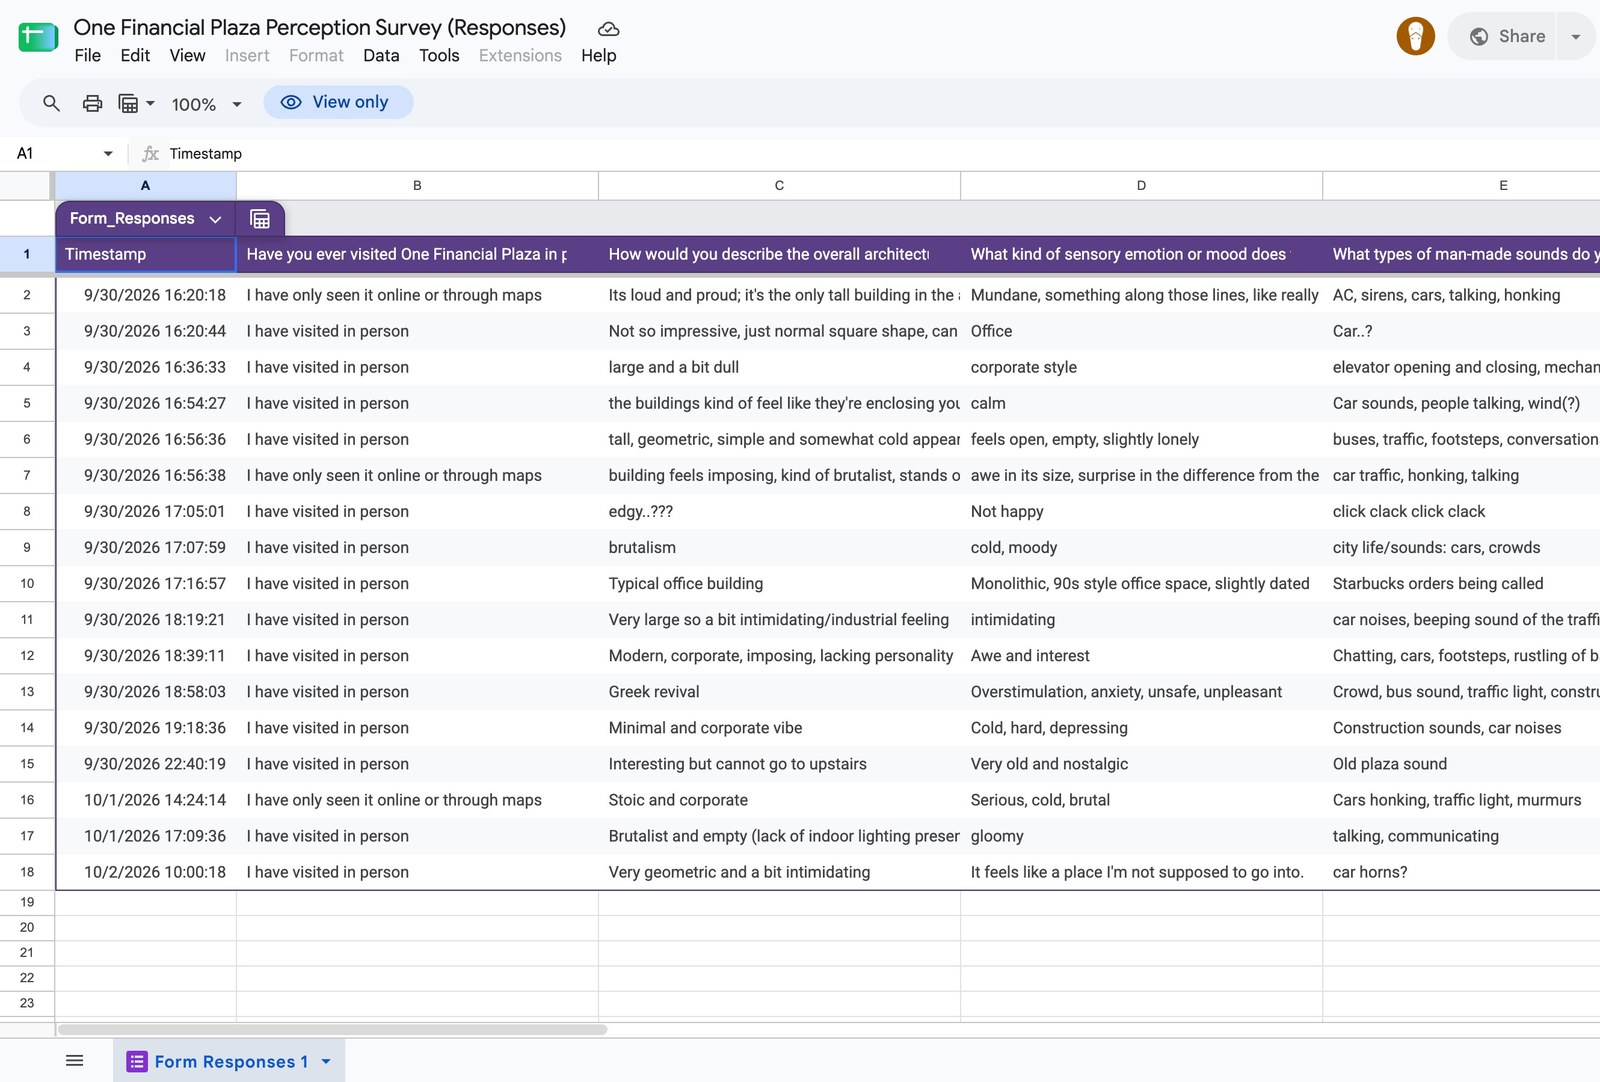 One Financial Plaza Perception Survey (Responses)
File Edit View Insert Format Data Tools Extensions Help
Share
100% View only
A1 fx Timestamp
A B C D E
Form_Responses
1 Timestamp Have you ever visited One Financial Plaza in p How would you describe the overall architectu What kind of sensory emotion or mood does What types of man-made sounds do y
2 9/30/2026 16:20:18 I have only seen it online or through maps Its loud and proud; it's the only tall building in the a Mundane, something along those lines, like really AC, sirens, cars, talking, honking
3 9/30/2026 16:20:44 I have visited in person Not so impressive, just normal square shape, can Office Car..?
4 9/30/2026 16:36:33 I have visited in person large and a bit dull corporate style elevator opening and closing, mechan
5 9/30/2026 16:54:27 I have visited in person the buildings kind of feel like they're enclosing you calm Car sounds, people talking, wind(?)
6 9/30/2026 16:56:36 I have visited in person tall, geometric, simple and somewhat cold appear feels open, empty, slightly lonely buses, traffic, footsteps, conversation
7 9/30/2026 16:56:38 I have only seen it online or through maps building feels imposing, kind of brutalist, stands o awe in its size, surprise in the difference from the car traffic, honking, talking
8 9/30/2026 17:05:01 I have visited in person edgy..??? Not happy click clack click clack
9 9/30/2026 17:07:59 I have visited in person brutalism cold, moody city life/sounds: cars, crowds
10 9/30/2026 17:16:57 I have visited in person Typical office building Monolithic, 90s style office space, slightly dated Starbucks orders being called
11 9/30/2026 18:19:21 I have visited in person Very large so a bit intimidating/industrial feeling intimidating car noises, beeping sound of the traffi
12 9/30/2026 18:39:11 I have visited in person Modern, corporate, imposing, lacking personality Awe and interest Chatting, cars, footsteps, rustling of b
13 9/30/2026 18:58:03 I have visited in person Greek revival Overstimulation, anxiety, unsafe, unpleasant Crowd, bus sound, traffic light, constru
14 9/30/2026 19:18:36 I have visited in person Minimal and corporate vibe Cold, hard, depressing Construction sounds, car noises
15 9/30/2026 22:40:19 I have visited in person Interesting but cannot go to upstairs Very old and nostalgic Old plaza sound
16 10/1/2026 14:24:14 I have only seen it online or through maps Stoic and corporate Serious, cold, brutal Cars honking, traffic light, murmurs
17 10/1/2026 17:09:36 I have visited in person Brutalist and empty (lack of indoor lighting presen gloomy talking, communicating
18 10/2/2026 10:00:18 I have visited in person Very geometric and a bit intimidating It feels like a place I'm not supposed to go into. car horns?
19
20
21
22
23
Form Responses 1